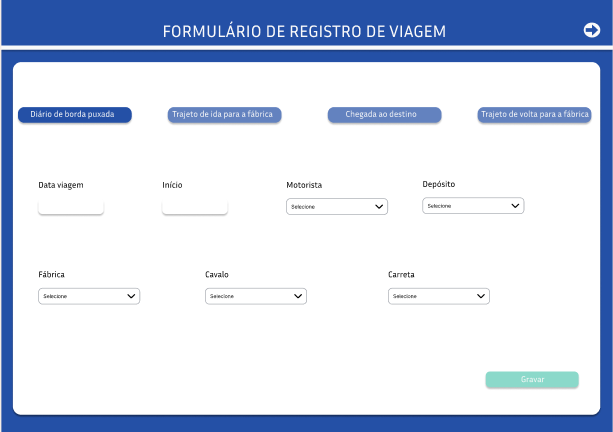 FORMULÁRIO DE REGISTRO DE VIAGEM
Diário de borda puxada
Trajeto de ida para a fábrica
Chegada ao destino
Trajeto de volta para a fábrica
Data viagem
Início
Motorista
Depósito
Selecione
Selecione
Fábrica
Cavalo
Carreta
Selecione
Selecione
Selecione
Gravar